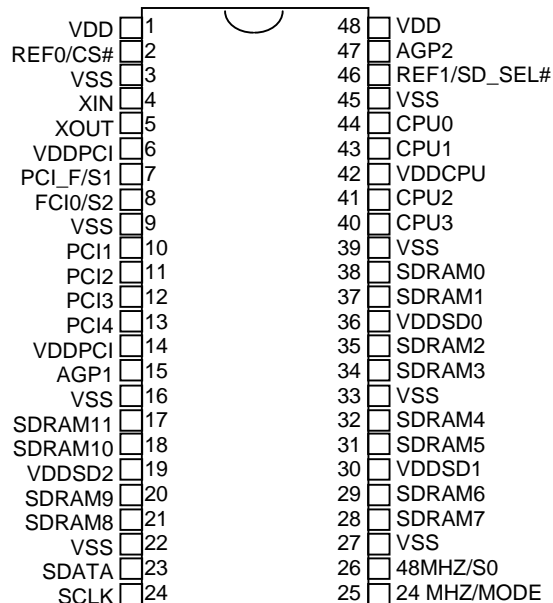 VDD 1 48 VDD
REF0/CS# 2 47 AGP2
VSS 3 46 REF1/SD_SEL#
XIN 4 45 VSS
XOUT 5 44 CPU0
VDDPCI 6 43 CPU1
PCI_F/S1 7 42 VDDCPU
FCI0/S2 8 41 CPU2
VSS 9 40 CPU3
PCI1 10 39 VSS
PCI2 11 38 SDRAM0
PCI3 12 37 SDRAM1
PCI4 13 36 VDDSD0
VDDPCI 14 35 SDRAM2
AGP1 15 34 SDRAM3
VSS 16 33 VSS
SDRAM11 17 32 SDRAM4
SDRAM10 18 31 SDRAM5
VDDSD2 19 30 VDDSD1
SDRAM9 20 29 SDRAM6
SDRAM8 21 28 SDRAM7
VSS 22 27 VSS
SDATA 23 26 48MHZ/S0
SCLK 24 25 24 MHZ/MODE